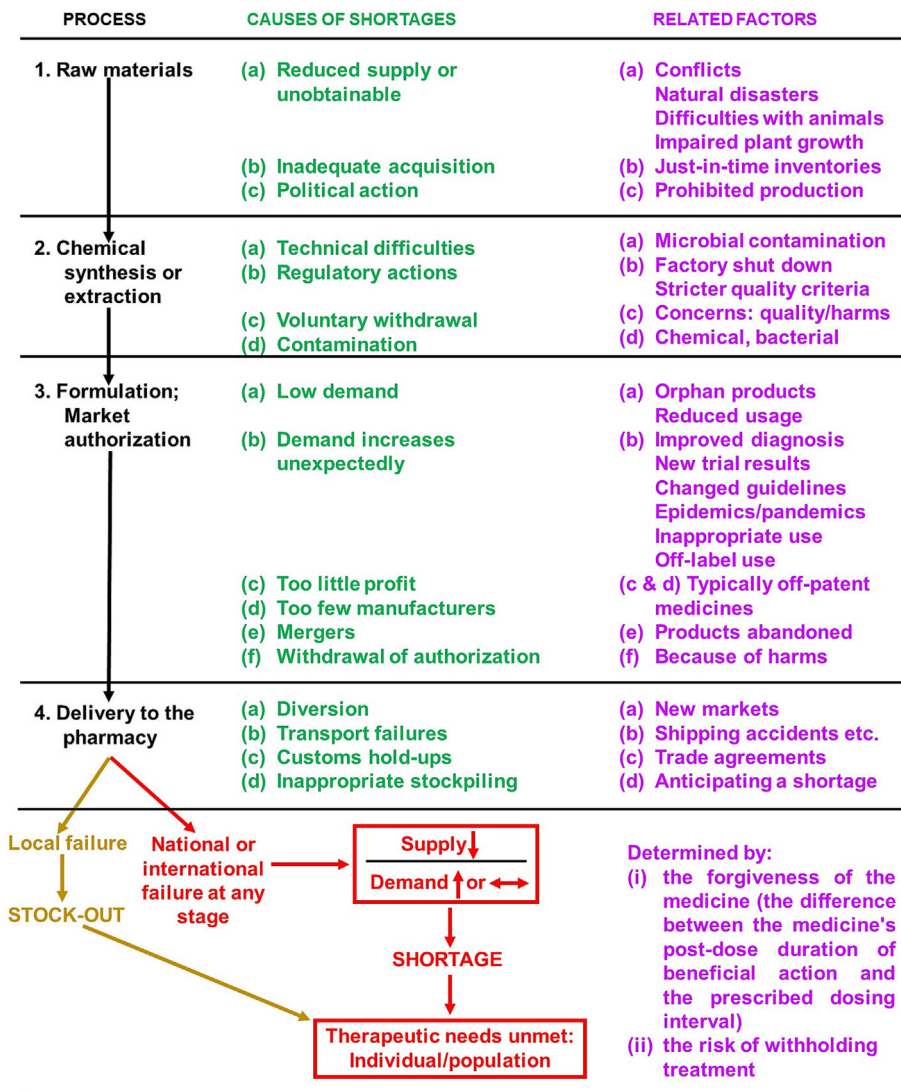 PROCESS CAUSES OF SHORTAGES RELATED FACTORS
1. Raw materials (a) Reduced supply or (a) Conflicts
unobtainable Natural disasters
Difficulties with animals
Impaired plant growth
(b) Inadequate acquisition (b) Just-in-time inventories
(c) Political action (c) Prohibited production
2. Chemical (a) Technical difficulties (a) Microbial contamination
synthesis or (b) Regulatory actions (b) Factory shut down
extraction Stricter quality criteria
(c) Voluntary withdrawal (c) Concerns: quality/harms
(d) Contamination (d) Chemical, bacterial
3. Formulation; (a) Low demand (a) Orphan products
Market Reduced usage
authorization (b) Demand increases (b) Improved diagnosis
unexpectedly New trial results
Changed guidelines
Epidemics/pandemics
Inappropriate use
Off-label use
(c) Too little profit (c & d) Typically off-patent
(d) Too few manufacturers medicines
(e) Mergers (e) Products abandoned
(f) Withdrawal of authorization (f) Because of harms
4. Delivery to the (a) Diversion (a) New markets
pharmacy (b) Transport failures (b) Shipping accidents etc.
(c) Customs hold-ups (c) Trade agreements
(d) Inappropriate stockpiling (d) Anticipating a shortage
Local failure
STOCK-OUT
National or
international
failure at any
stage
Supply
Demand or
SHORTAGE
Therapeutic needs unmet:
Individual/population
Determined by:
(i) the forgiveness of the
medicine (the difference
between the medicine's
post-dose duration of
beneficial action and
the prescribed dosing
interval)
(ii) the risk of withholding
treatment